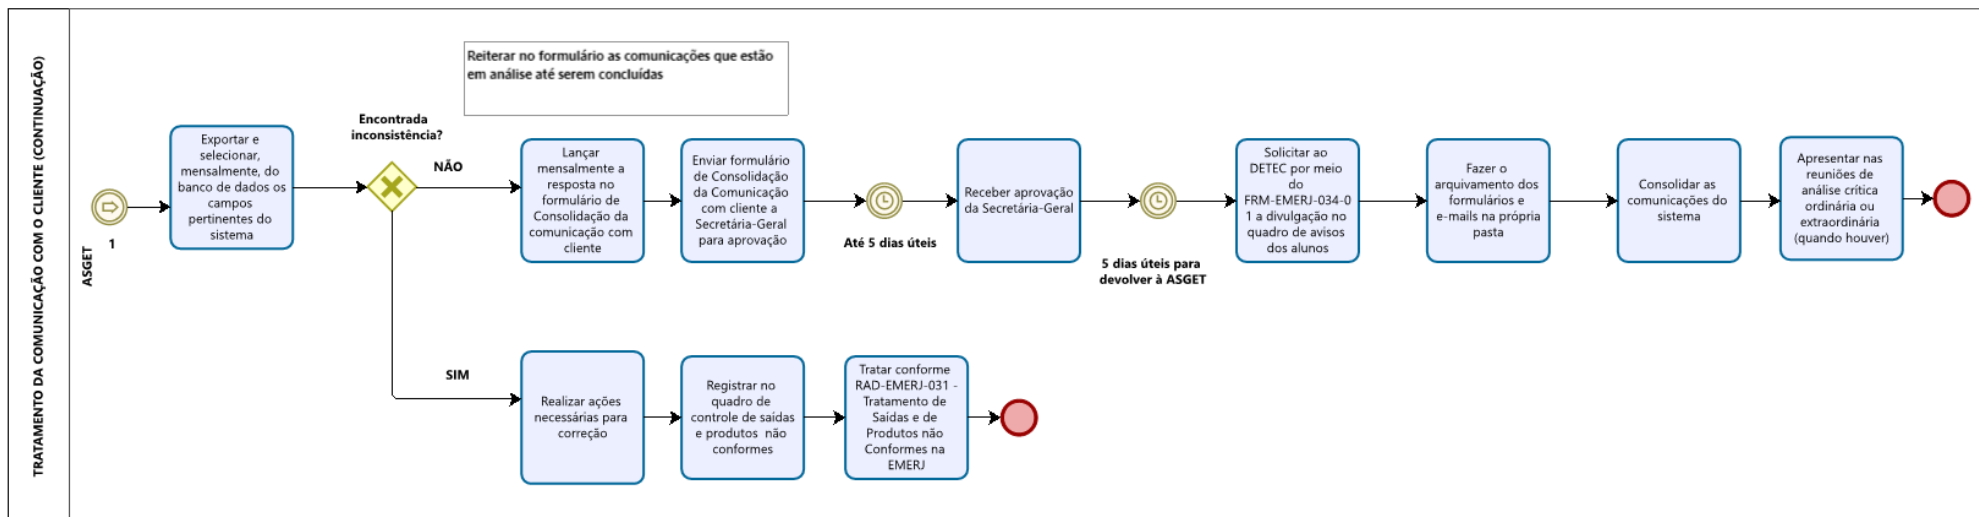 TRATAMENTO DA COMUNICAÇÃO COM O CLIENTE (CONTINUAÇÃO)
ASGET
1
Exportar e
selecionar,
mensalmente, do
banco de dados os
campos
pertinentes do
sistema
Encontrada
inconsistência?
Reiterar no formulário as comunicações que estão
em análise até serem concluídas
NÃO
Lançar
mensalmente a
resposta no
formulário de
Consolidação da
comunicação com
cliente
Enviar formulário
de Consolidação
da Comunicação
com cliente a
Secretária-Geral
para aprovação
Até 5 dias úteis
Receber aprovação
da Secretária-Geral
5 dias úteis para
devolver à ASGET
Solicitar ao
DETEC por meio
do
FRM-EMERJ-034-0
1 a divulgação no
quadro de avisos
dos alunos
Fazer o
arquivamento dos
formulários e
e-mails na própria
pasta
Consolidar as
comunicações do
sistema
Apresentar nas
reuniões de
análise crítica
ordinária ou
extraordinária
(quando houver)
SIM
Realizar ações
necessárias para
correção
Registrar no
quadro de
controle de saídas
e produtos não
conformes
Tratar conforme
RAD-EMERJ-031 -
Tratamento de
Saídas e de
Produtos não
Conformes na
EMERJ